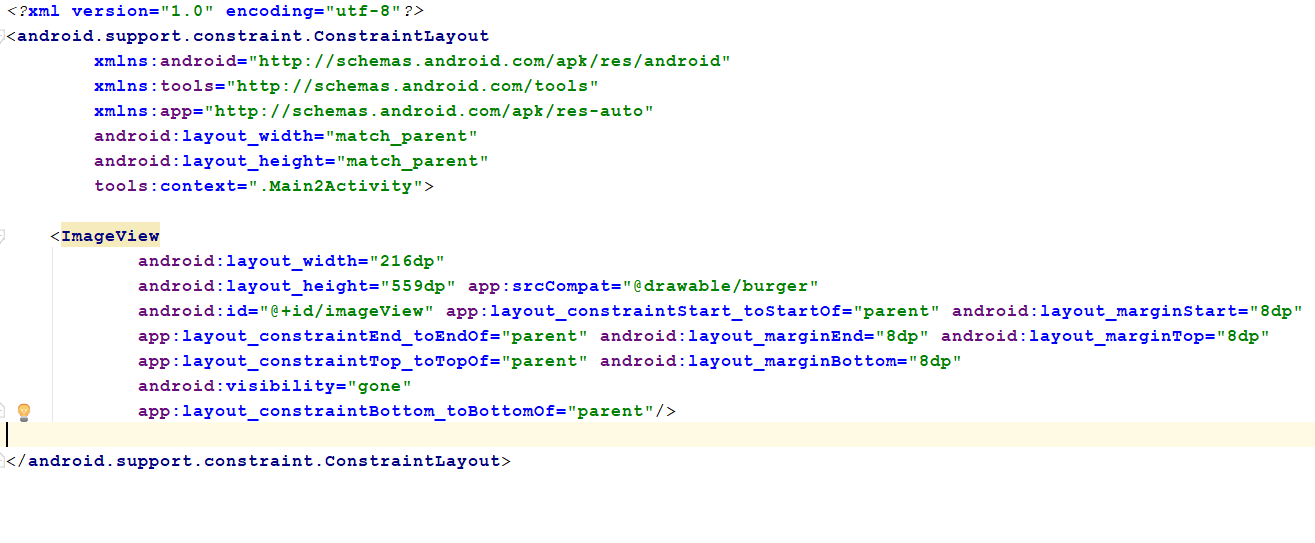 <?xml version="1.0" encoding="utf-8"?>
<android.support.constraint.ConstraintLayout
        xmlns:android="http://schemas.android.com/apk/res/android"
        xmlns:tools="http://schemas.android.com/tools"
        xmlns:app="http://schemas.android.com/apk/res-auto"
        android:layout_width="match_parent"
        android:layout_height="match_parent"
        tools:context=".Main2Activity">

    <ImageView
            android:layout_width="216dp"
            android:layout_height="559dp" app:srcCompat="@drawable/burger"
            android:id="@+id/imageView" app:layout_constraintStart_toStartOf="parent" android:layout_marginStart="8dp"
            app:layout_constraintEnd_toEndOf="parent" android:layout_marginEnd="8dp" android:layout_marginTop="8dp"
            app:layout_constraintTop_toTopOf="parent" android:layout_marginBottom="8dp"
            android:visibility="gone"
            app:layout_constraintBottom_toBottomOf="parent"/>

</android.support.constraint.ConstraintLayout>